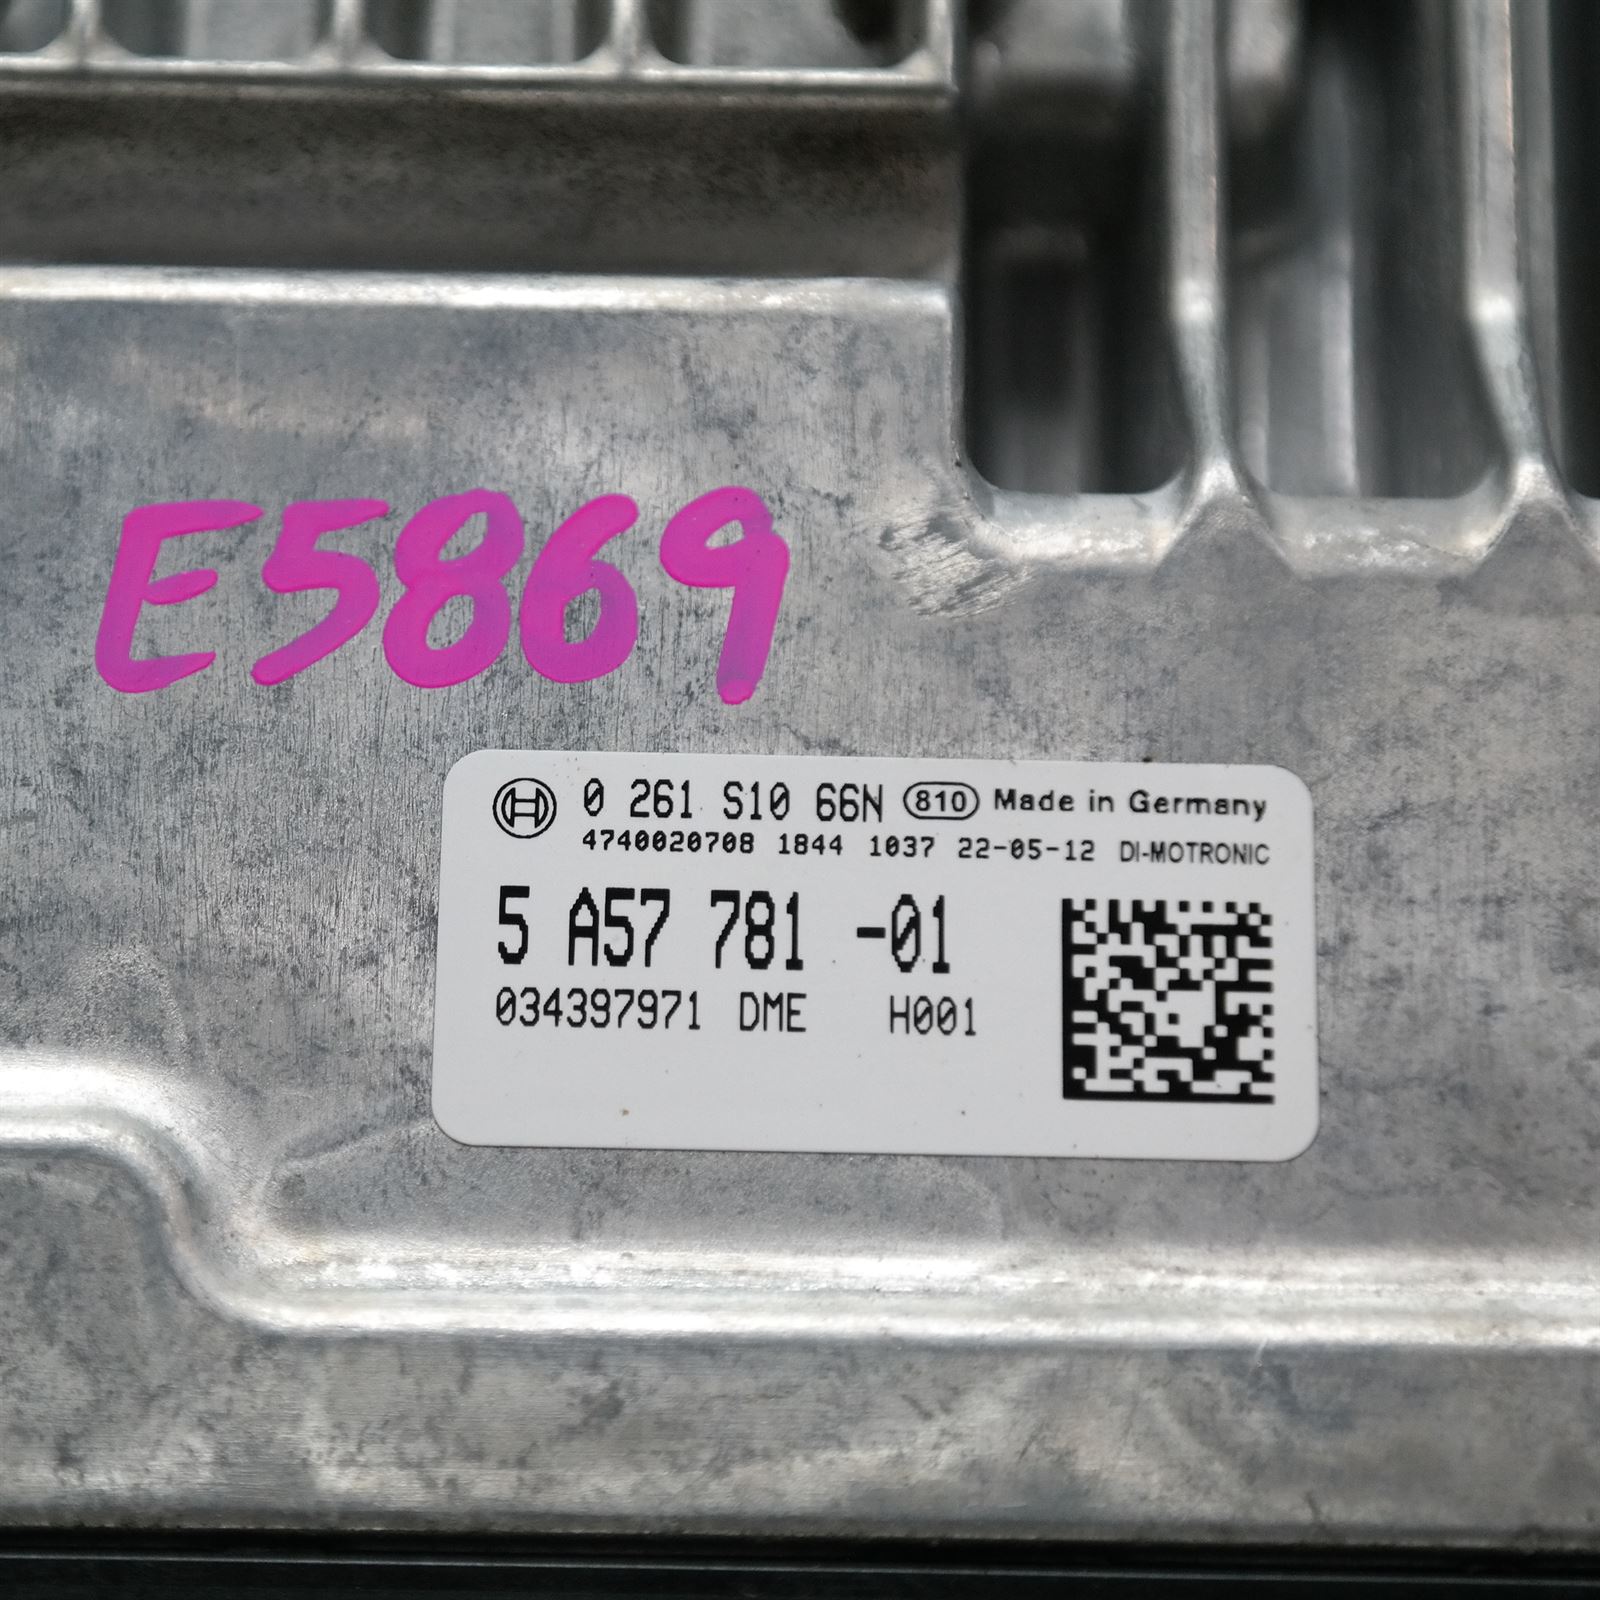 E5869
0 261 S10 66N 810 Made in Germany
4740020708 1844 1037 22-05-12 DI-MOTRONIC
5 A57 781 -01
034397971 DME H001